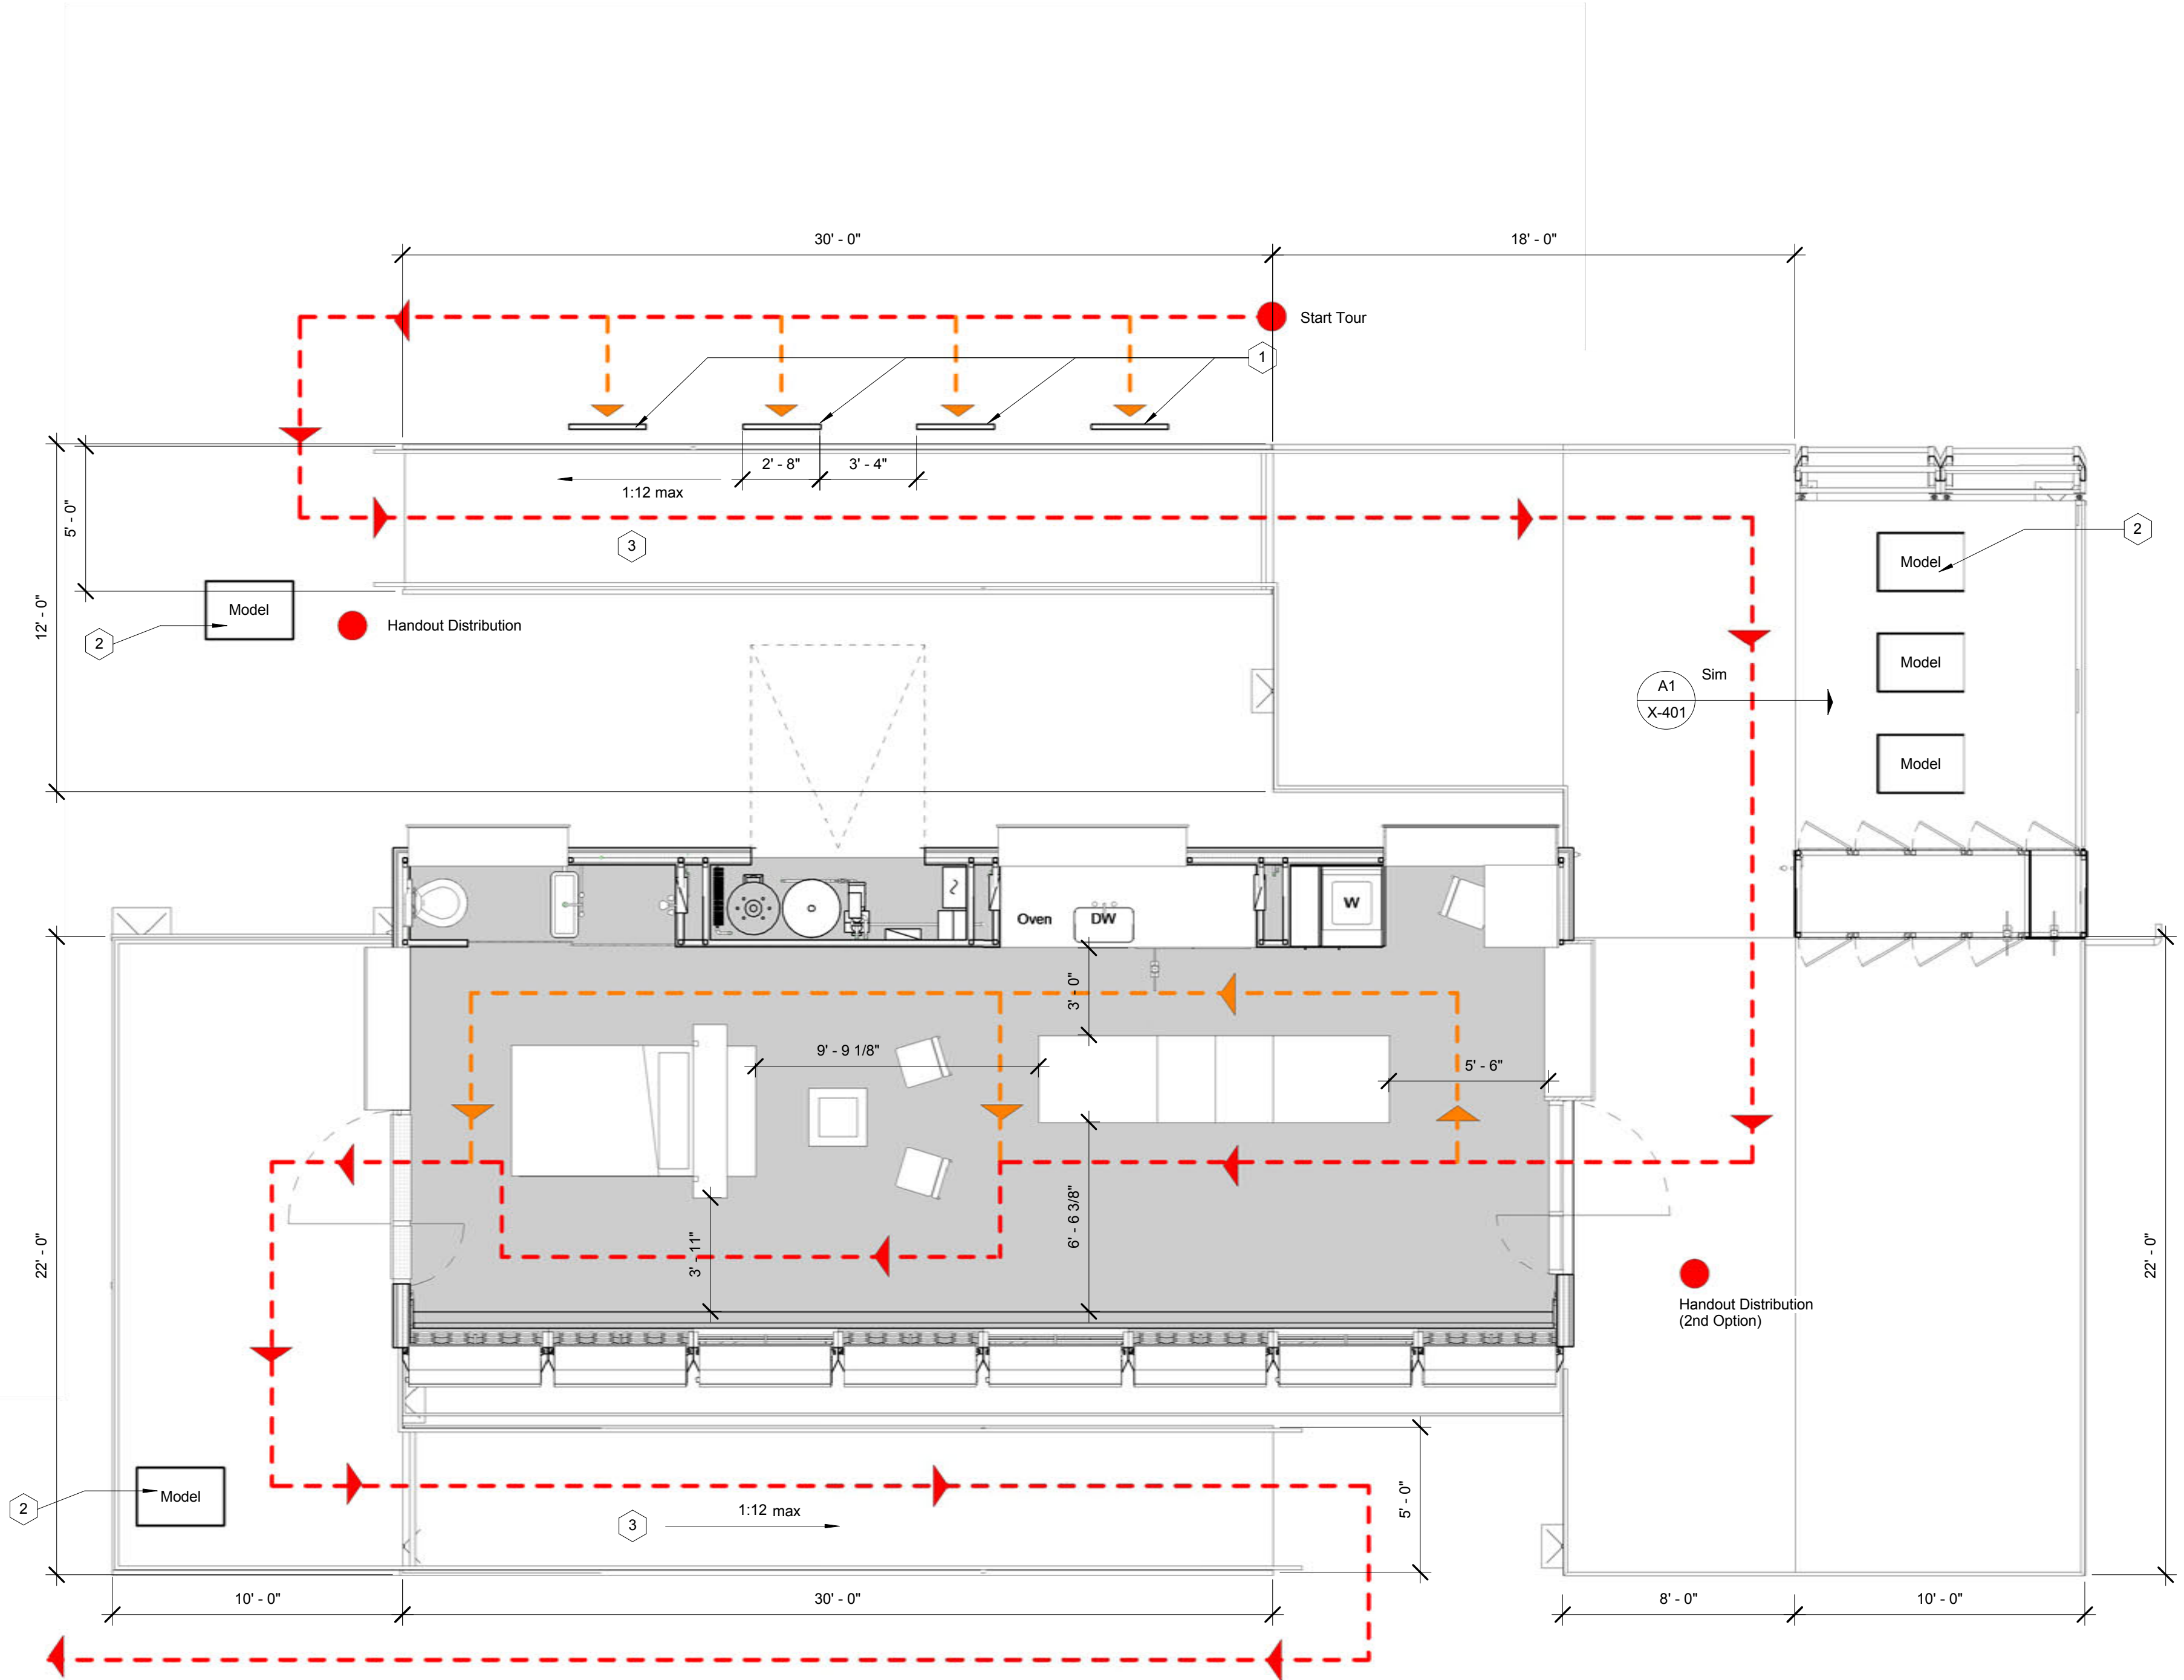 30' - 0"
18' - 0"
Start Tour
1
2' - 8"
3' - 4"
1:12 max
5' - 0"
3
2
Model
Model
Handout Distribution
2
12' - 0"
Model
Sim
A1
X-401
Model
Oven
DW
W
3' - 0"
9' - 9 1/8"
5' - 6"
6' - 6 3/8"
3' - 11"
22' - 0"
22' - 0"
Handout Distribution
(2nd Option)
Model
2
3
1:12 max
5' - 0"
10' - 0"
30' - 0"
8' - 0"
10' - 0"